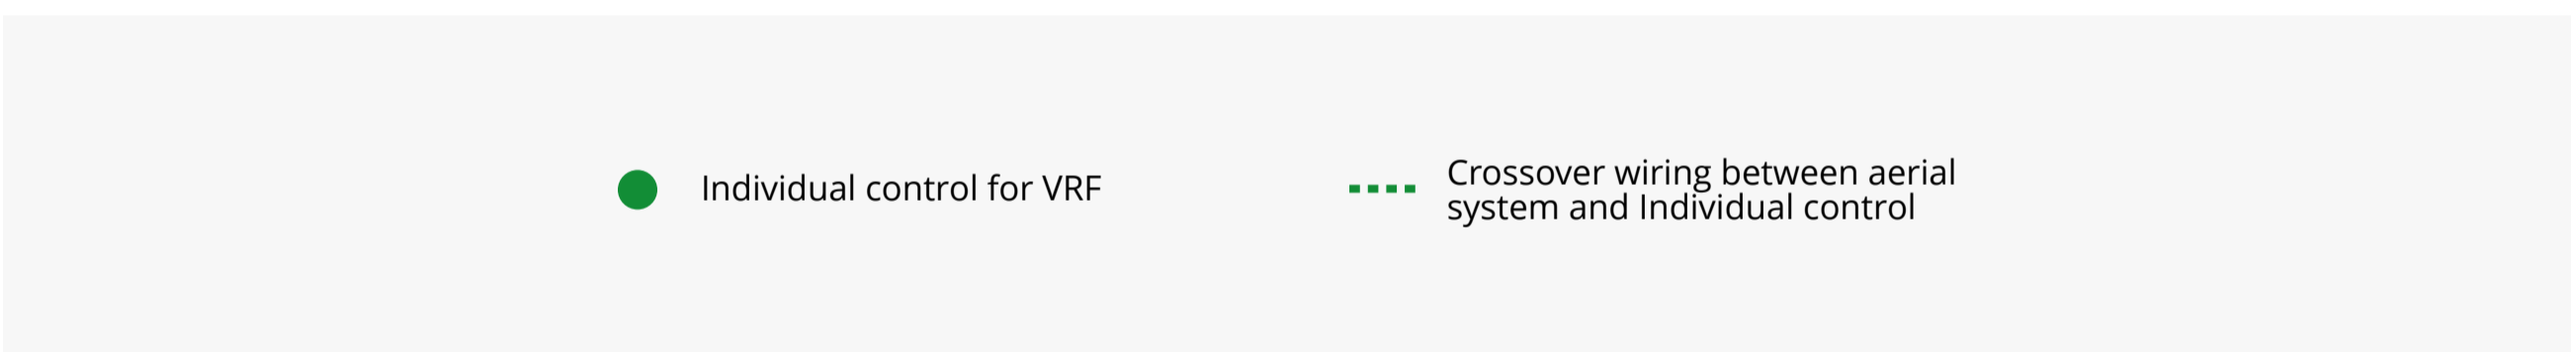 Individual control for VRF
Crossover wiring between aerial
system and Individual control